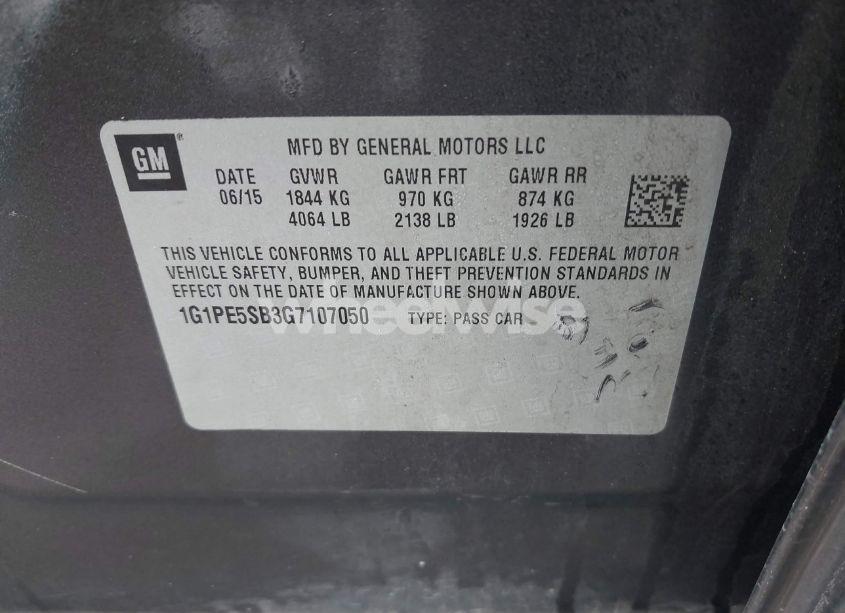 GM®
MFD BY GENERAL MOTORS LLC
DATE GVWR GAWR FRT GAWR RR
06/15 1844 KG 970 KG 874 KG
4064 LB 2138 LB 1926 LB
THIS VEHICLE CONFORMS TO ALL APPLICABLE U.S. FEDERAL MOTOR
VEHICLE SAFETY, BUMPER, AND THEFT PREVENTION STANDARDS IN
EFFECT ON THE DATE OF MANUFACTURE SHOWN ABOVE.
1G1PE5SB3G7107050 TYPE: PASS CAR
Wheelwise